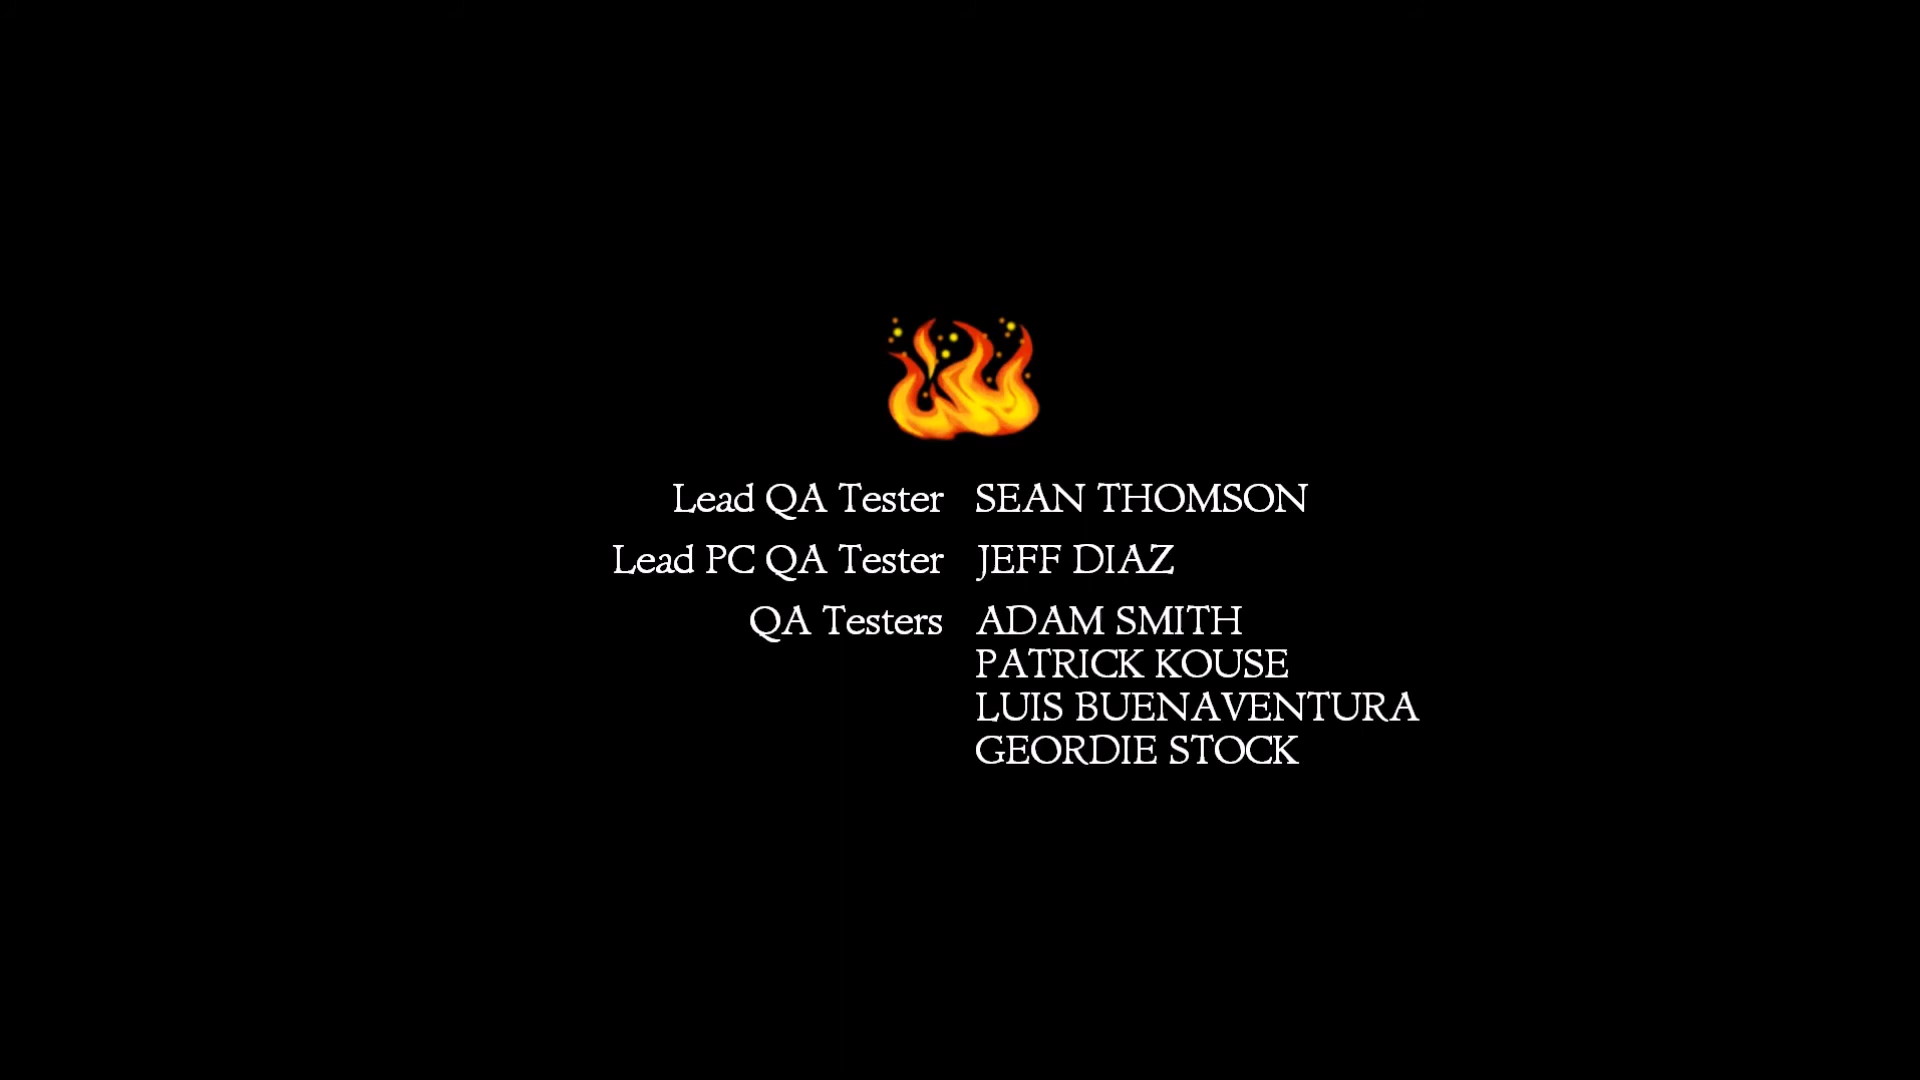 Lead QA Tester SEAN THOMSON
Lead PC QA Tester JEFF DIAZ
QA Testers ADAM SMITH
PATRICK KOUSE
LUIS BUENAVENTURA
GEORDIE STOCK